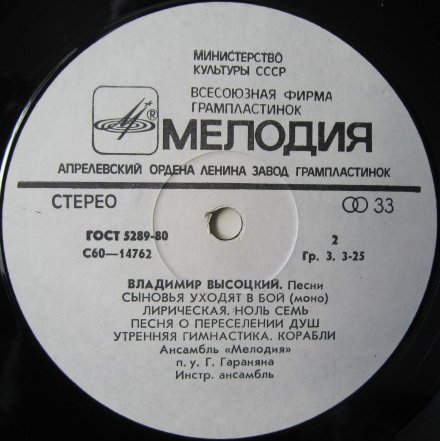 МИНИСТЕРСТВО
КУЛЬТУРЫ СССР
ВСЕСОЮЗНАЯ ФИРМА
ГРАМПЛАСТИНОК
®
МЕЛОДИЯ
АПРЕЛЕВСКИЙ ОРДЕНА ЛЕНИНА ЗАВОД ГРАМПЛАСТИНОК
СТЕРЕО 33
ГОСТ 5289-80 2
С60—14762 Гр. 3. 3-25
ВЛАДИМИР ВЫСОЦКИЙ. Песни
СЫНОВЬЯ УХОДЯТ В БОЙ (моно)
ЛИРИЧЕСКАЯ. НОЛЬ СЕМЬ
ПЕСНЯ О ПЕРЕСЕЛЕНИИ ДУШ
УТРЕННЯЯ ГИМНАСТИКА. КОРАБЛИ
Ансамбль «Мелодия»
п. у. Г. Гараняна
Инстр. ансамбль